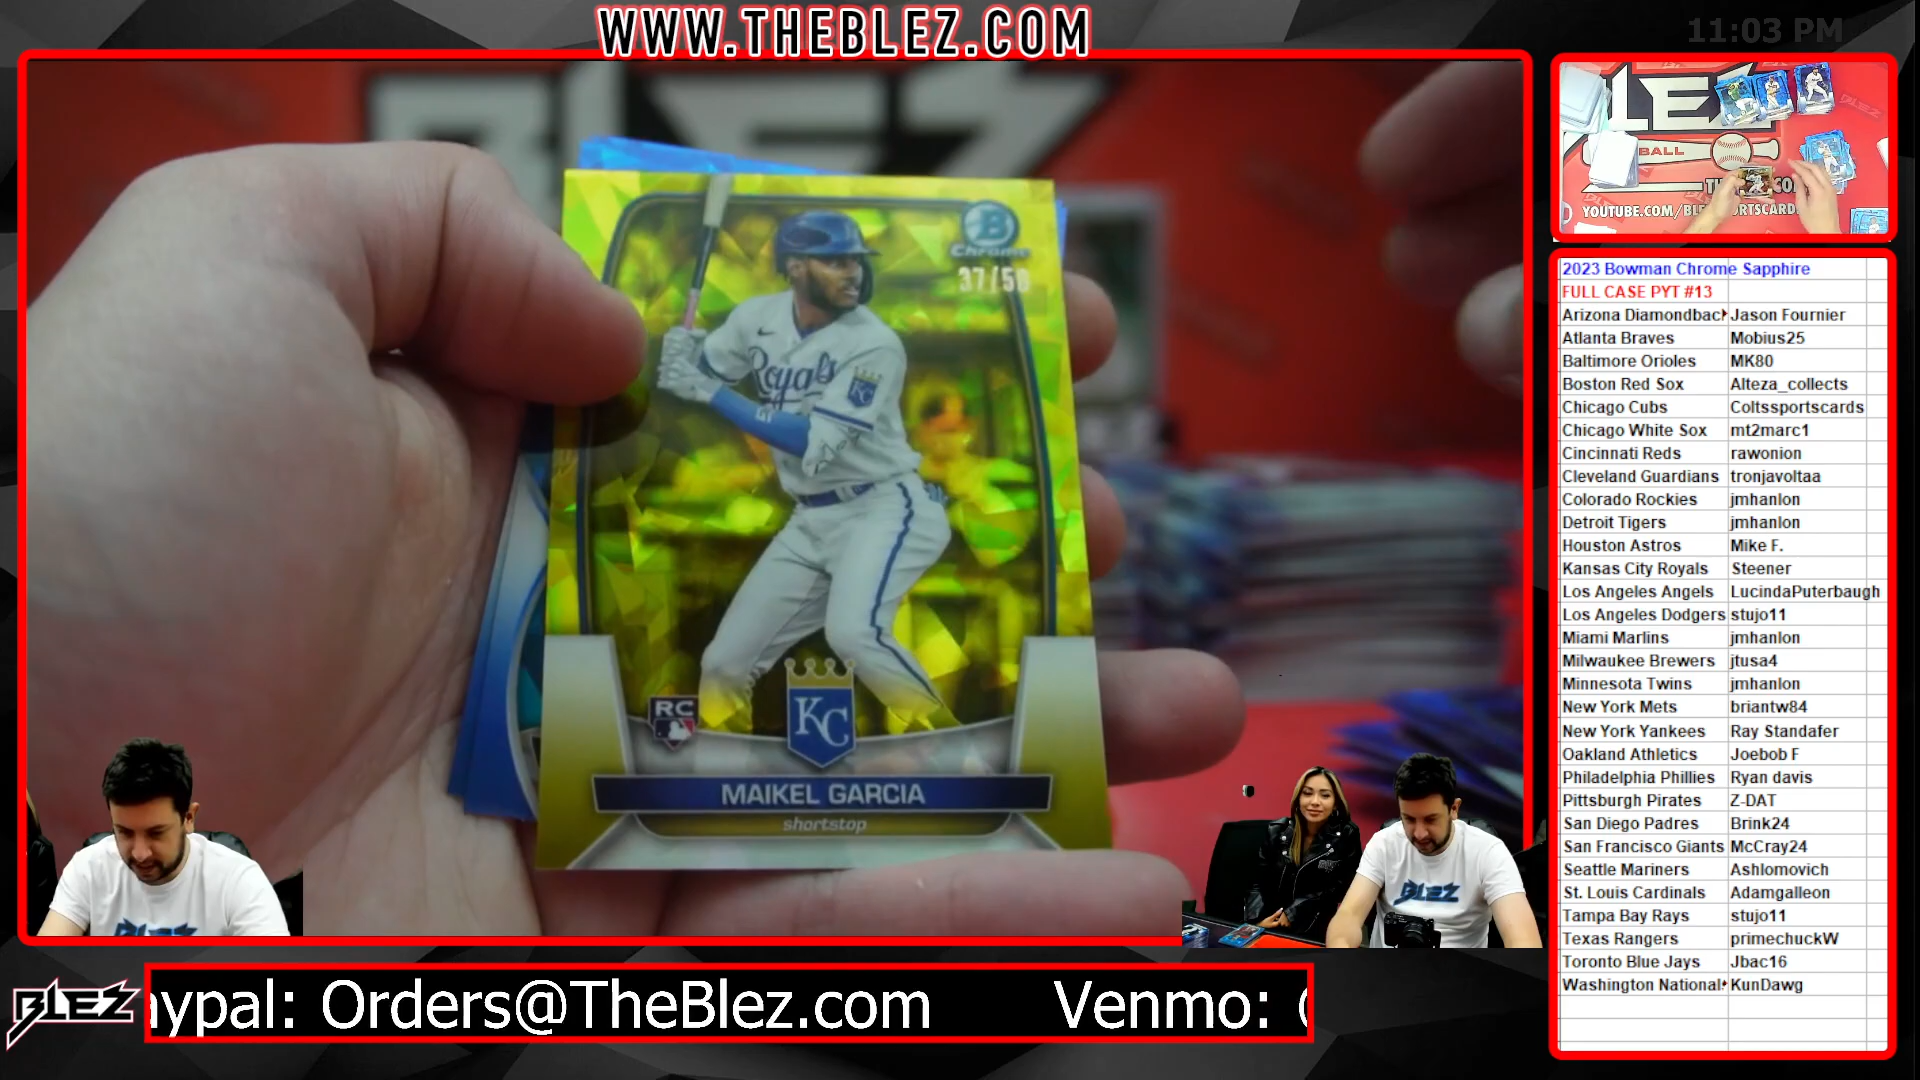 WWW.THEBLEZ.COM
11:03 PM
BLEZ
B
Chrome
37/50
Royals
KC
RC
KC
MAIKEL GARCIA
shortstop
BLEZ
BLEZ
BALL
YOUTUBE.COM/
2023 Bowman Chrome Sapphire
FULL CASE PYT #13
Arizona Diamondbac Jason Fournier
Atlanta Braves Mobius25
Baltimore Orioles MK80
Boston Red Sox Alteza_collects
Chicago Cubs Coltssportscards
Chicago White Sox mt2marc1
Cincinnati Reds rawonion
Cleveland Guardians tronjavoltaa
Colorado Rockies jmhanlon
Detroit Tigers jmhanlon
Houston Astros Mike F.
Kansas City Royals Steener
Los Angeles Angels LucindaPuterbaugh
Los Angeles Dodgers stujo11
Miami Marlins jmhanlon
Milwaukee Brewers jtusa4
Minnesota Twins jmhanlon
New York Mets briantw84
New York Yankees Ray Standafer
Oakland Athletics Joebob F
Philadelphia Phillies Ryan davis
Pittsburgh Pirates Z-DAT
San Diego Padres Brink24
San Francisco Giants McCray24
Seattle Mariners Ashlomovich
St. Louis Cardinals Adamgalleon
Tampa Bay Rays stujo11
Texas Rangers primechuckW
Toronto Blue Jays Jbac16
Washington National KunDawg
BLEZ
aypal: Orders@TheBlez.com Venmo: